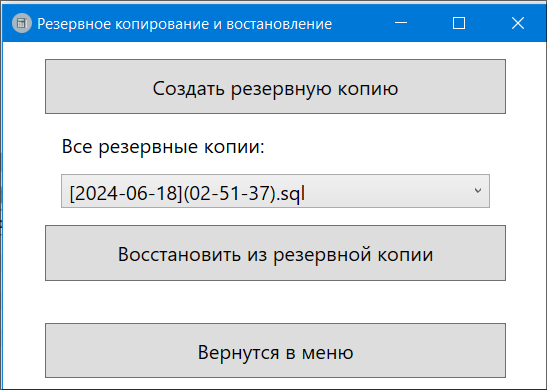 Резервное копирование и востановление
Создать резервную копию
Все резервные копии:
[2024-06-18](02-51-37).sql
Восстановить из резервной копии
Вернутся в меню